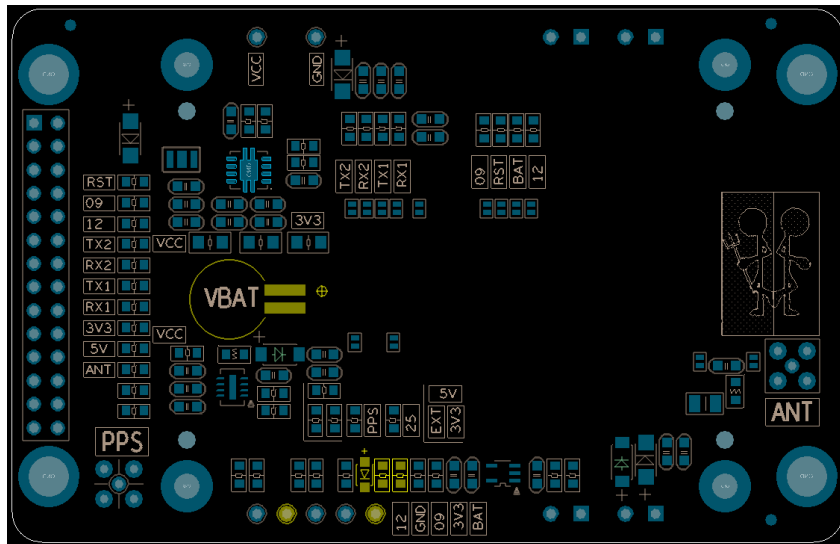 VCC
GND
TX2
RX2
TX1
RX1
09
RST
BAT
12
RST
09
12
TX2
RX2
TX1
RX1
3V3
5V
ANT
VCC
3V3
VBAT
VCC
5V
PPS
25
EXT
3V3
ANT
PPS
12
GND
09
3V3
BAT